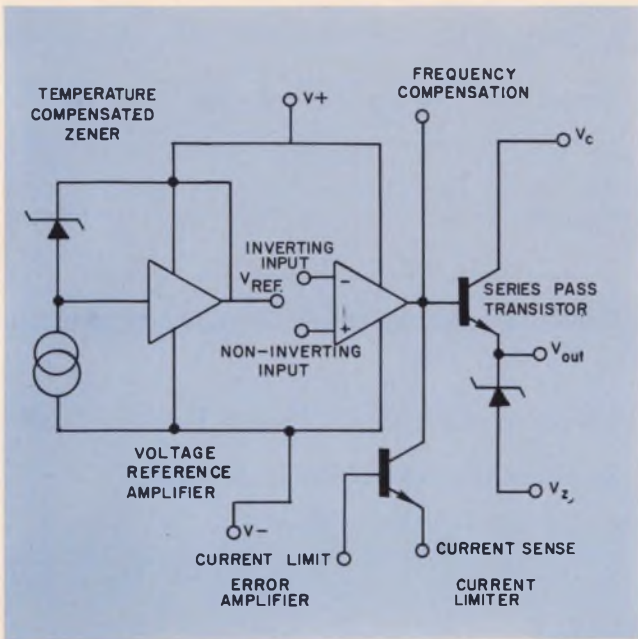 TEMPERATURE
COMPENSATED
ZENER
V+
FREQUENCY
COMPENSATION
Vc
INVERTING
INPUT
-
VREF.
+
NON-INVERTING
INPUT
SERIES PASS
TRANSISTOR
Vout
VOLTAGE
REFERENCE
AMPLIFIER
V-
Vz
CURRENT LIMIT
CURRENT SENSE
ERROR
AMPLIFIER
CURRENT
LIMITER